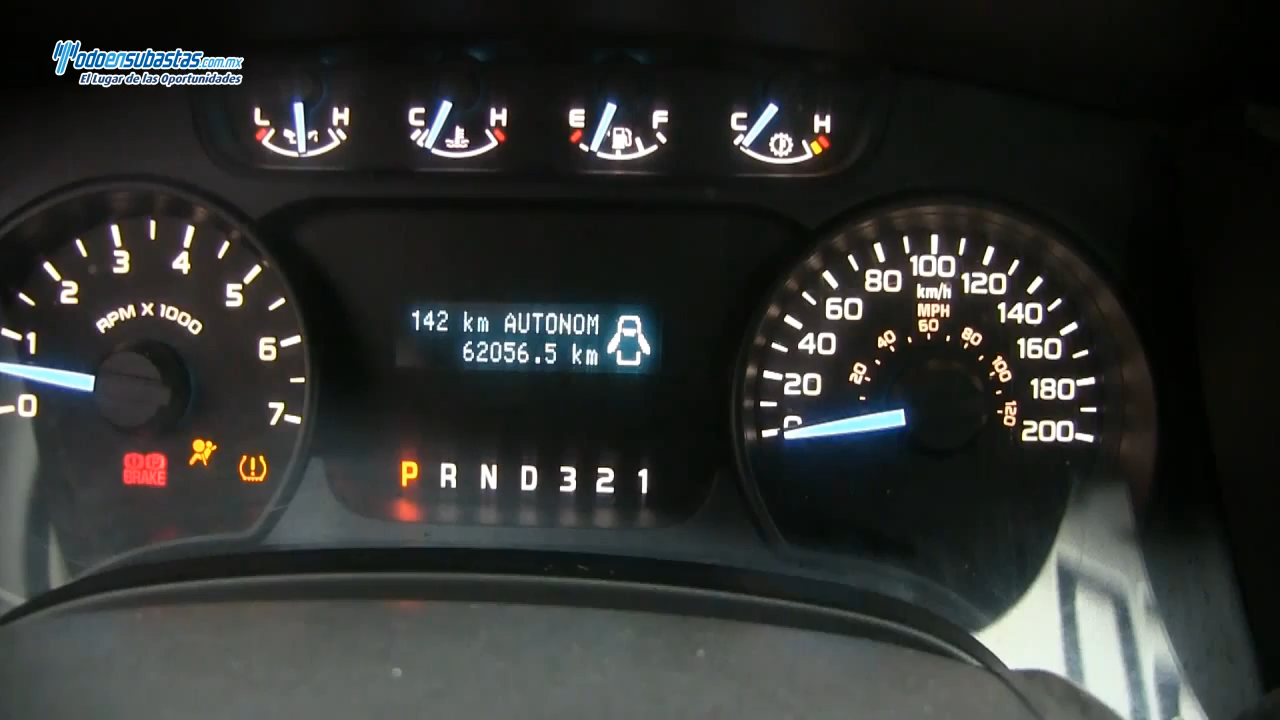 Todoensubastas.com.mx
El Lugar de las Oportunidades
L H
C H
E F
C H
0 1 2 3 4 5 6 7
RPM X 1000
BRAKE
142 km AUTONOM
62056.5 km
P R N D 3 2 1
0 20 40 60 80 100 120 140 160 180 200
km/h
MPH
20 40 60 80 100 120